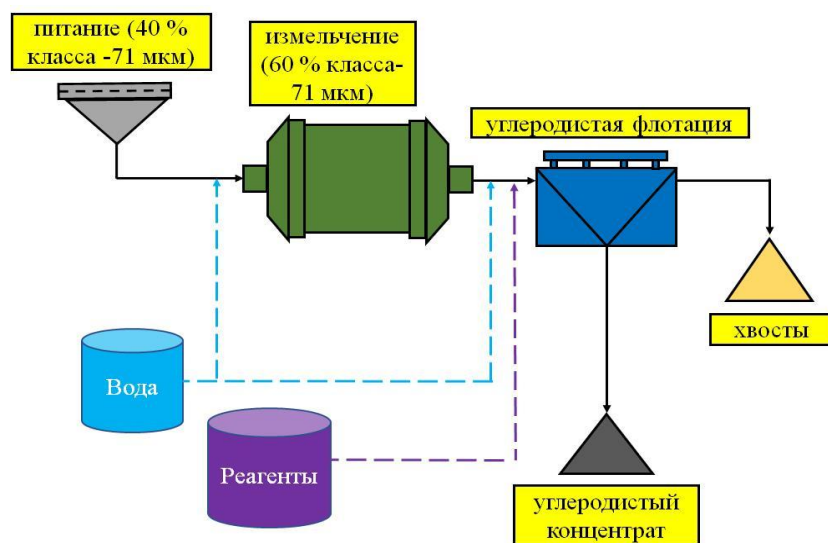 питание (40 %
класса -71 мкм)
измельчение
(60 % класса-
71 мкм)
углеродистая флотация
хвосты
Вода
Реагенты
углеродистый
концентрат